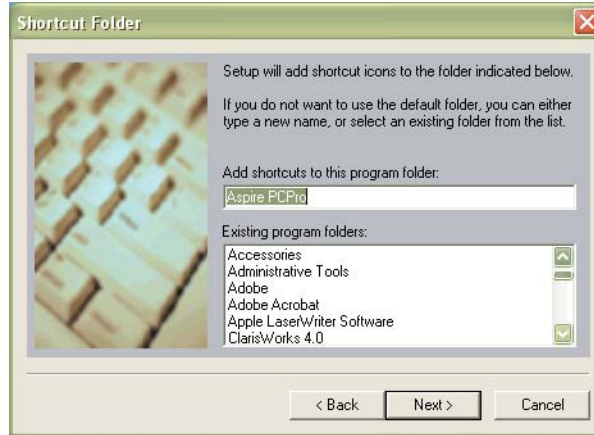 Shortcut Folder
Setup will add shortcut icons to the folder indicated below.
If you do not want to use the default folder, you can either
type a new name, or select an existing folder from the list.
Add shortcuts to this program folder:
Aspire PCPro
Existing program folders:
Accessories
Administrative Tools
Adobe
Adobe Acrobat
Apple LaserWriter Software
ClarisWorks 4.0
< Back
Next >
Cancel